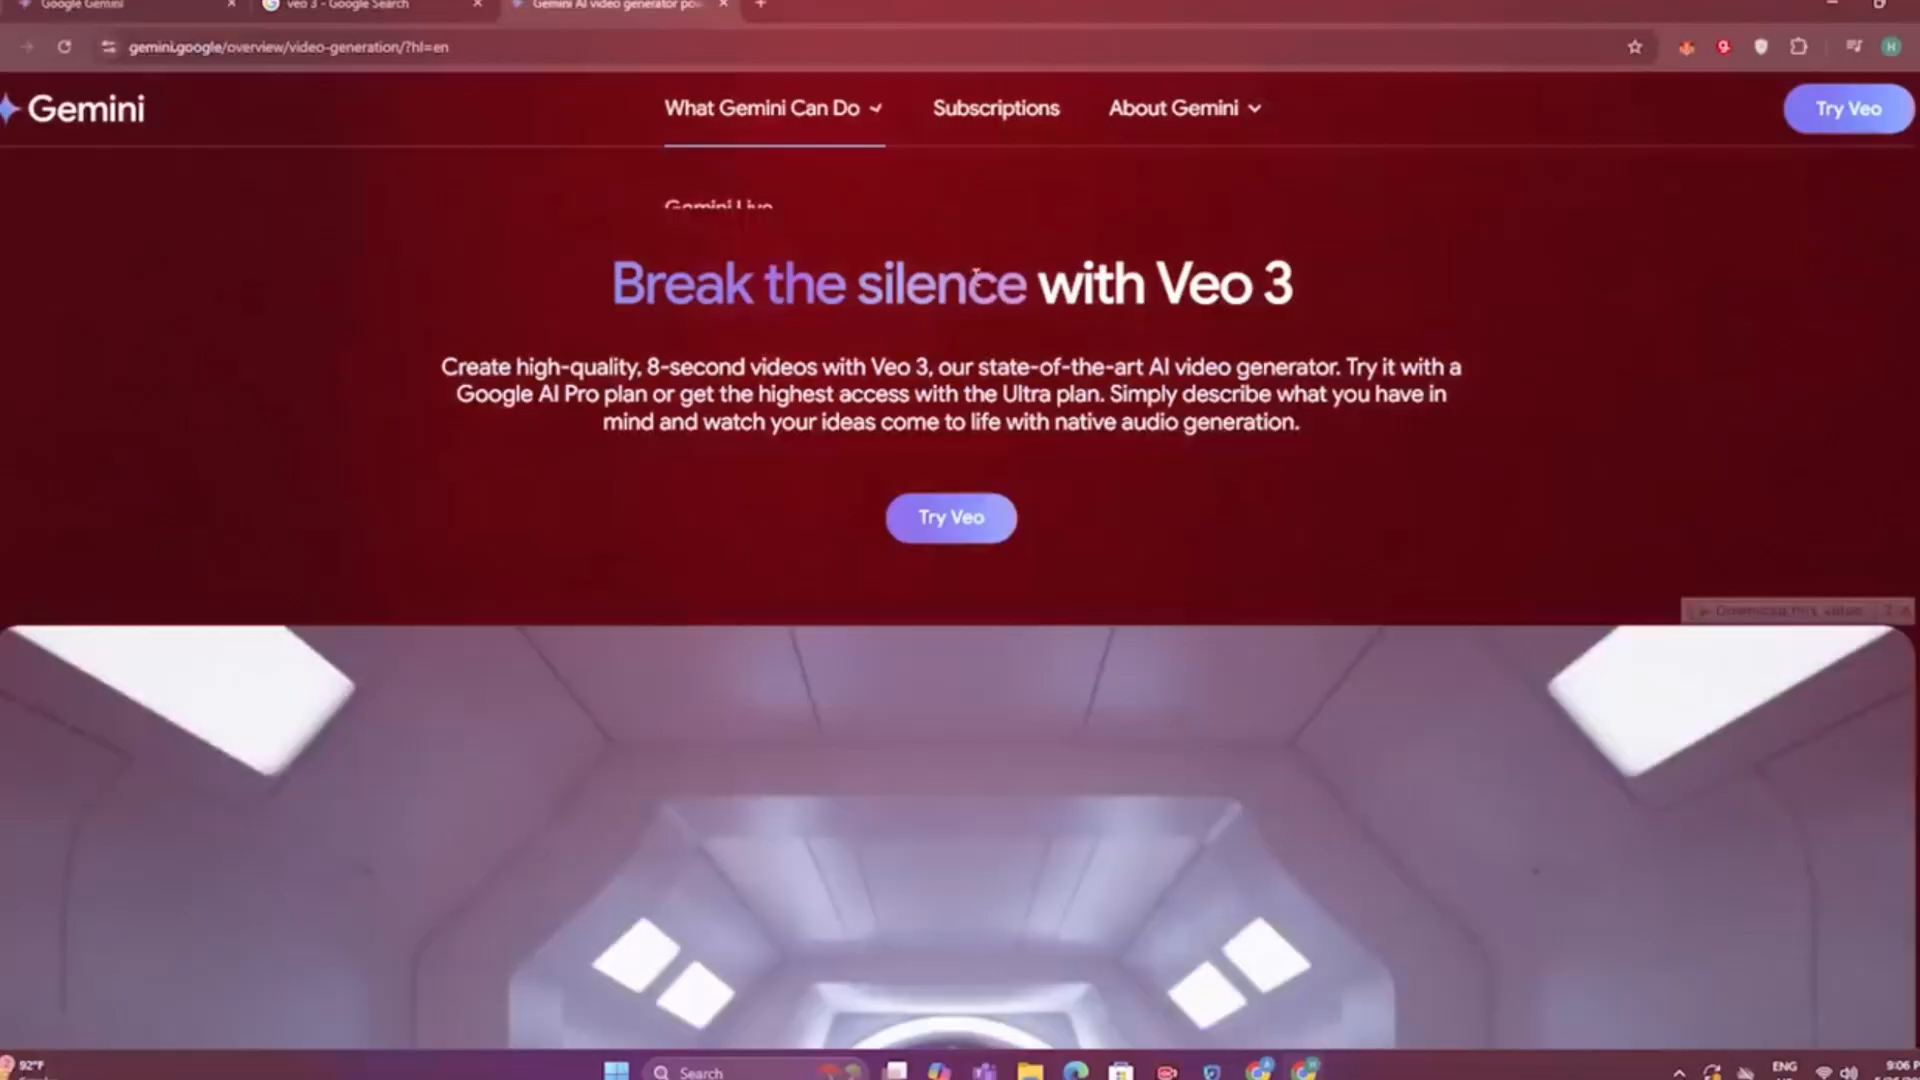 Google Gemini
veo 3 - Google Search
Gemini AI video generator po
gemini.google/overview/video-generation/?hl=en
H
Gemini
What Gemini Can Do
Subscriptions
About Gemini
Try Veo
Gemini Live
Break the silence with Veo 3
Create high-quality, 8-second videos with Veo 3, our state-of-the-art AI video generator. Try it with a
Google AI Pro plan or get the highest access with the Ultra plan. Simply describe what you have in
mind and watch your ideas come to life with native audio generation.
Try Veo
Download this video
92°F
Search
ENG
9:06 P